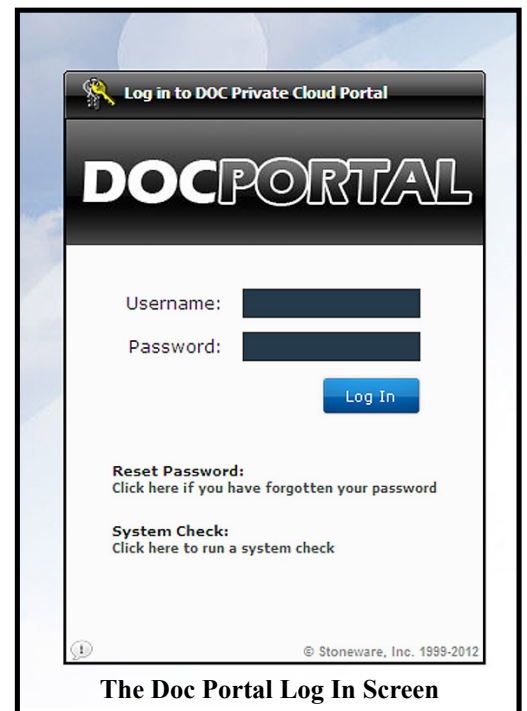 Log in to DOC Private Cloud Portal
DOCPORTAL
Username:
Password:
Log In
Reset Password:
Click here if you have forgotten your password
System Check:
Click here to run a system check
© Stoneware, Inc. 1999-2012
The Doc Portal Log In Screen